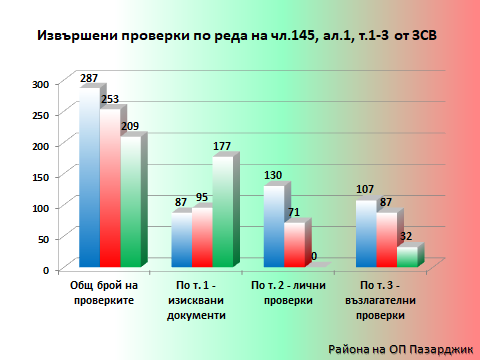 Извършени проверки по реда на чл.145, ал.1, т.1-3 от ЗСВ
300
250
200
150
100
50
0
287
253
209
87
95
177
130
71
0
107
87
32
Общ брой на
проверките
По т. 1 -
изисквани
документи
По т. 2 - лични
проверки
По т. 3 -
възлагателни
проверки
Района на ОП Пазарджик